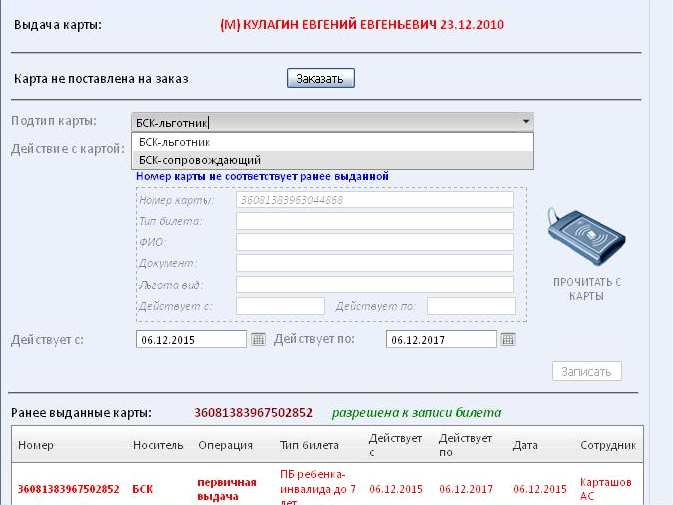 Выдача карты: (М) КУЛАГИН ЕВГЕНИЙ ЕВГЕНЬЕВИЧ 23.12.2010
Карта не поставлена на заказ Заказать
Подтип карты: БСК-льготник
БСК-льготник
Действие с картой:
БСК-сопровождающий
Номер карты не соответствует ранее выданной
Номер карты: 36081383963044868
Тип билета:
ФИО:
Документ:
Льгота вид:
Действует с: Действует по:
ПРОЧИТАТЬ С
КАРТЫ
Действует с: 06.12.2015 Действует по: 06.12.2017
Записать
Ранее выданные карты: 36081383967502852 разрешена к записи билета
Номер Носитель Операция Тип билета Действует с Действует по Дата Сотрудник
36081383967502852 БСК первичная выдача ПБ ребенка-инвалида до 7 лет 06.12.2015 06.12.2017 06.12.2015 Карташов АС